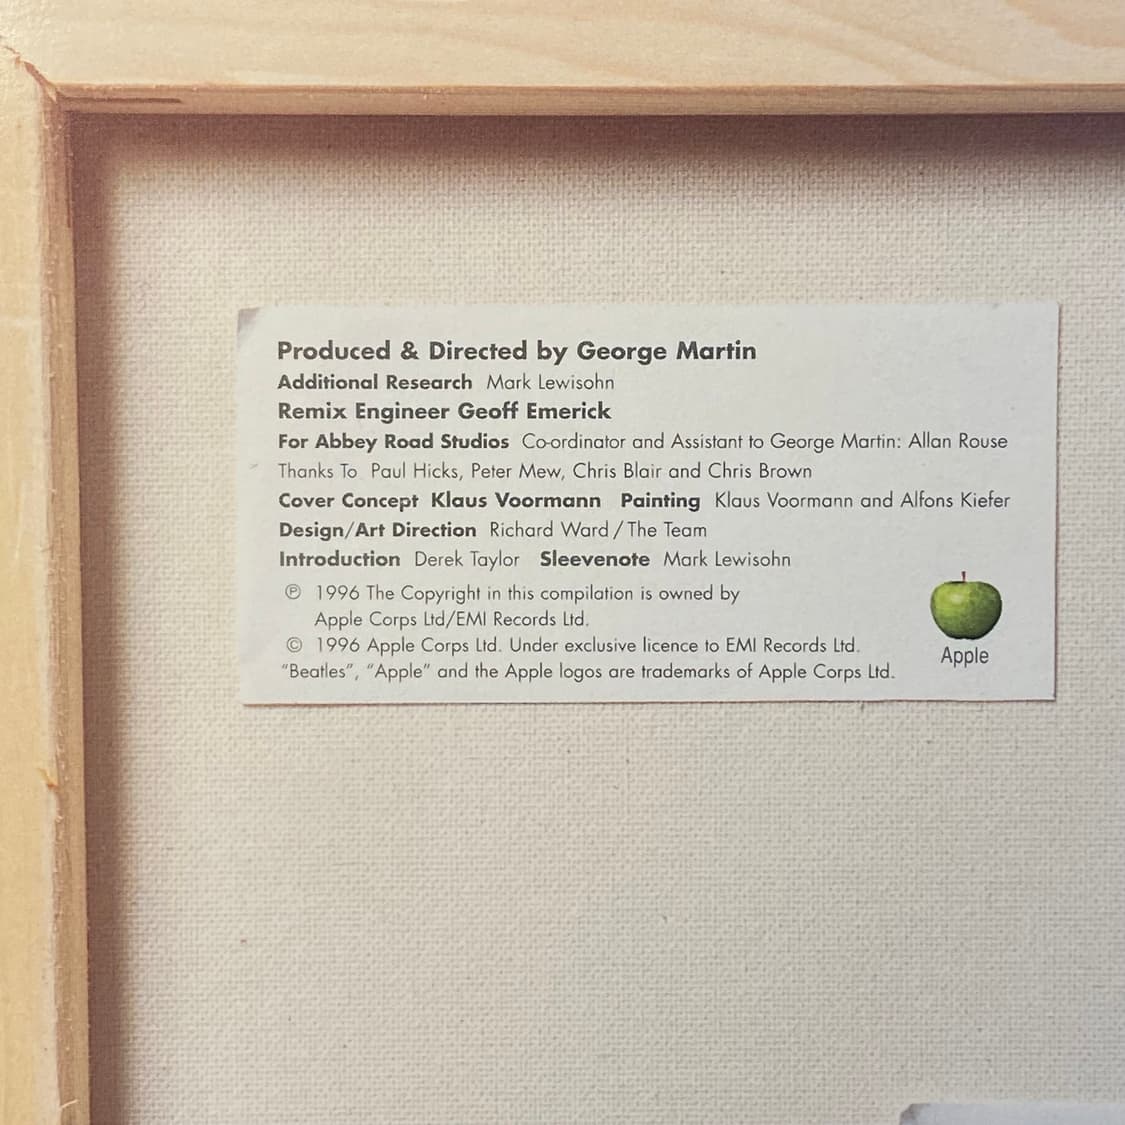 Produced & Directed by George Martin
Additional Research Mark Lewisohn
Remix Engineer Geoff Emerick
For Abbey Road Studios Co-ordinator and Assistant to George Martin: Allan Rouse
Thanks To Paul Hicks, Peter Mew, Chris Blair and Chris Brown
Cover Concept Klaus Voormann Painting Klaus Voormann and Alfons Kiefer
Design/Art Direction Richard Ward / The Team
Introduction Derek Taylor Sleevenote Mark Lewisohn
℗ 1996 The Copyright in this compilation is owned by
Apple Corps Ltd/EMI Records Ltd.
© 1996 Apple Corps Ltd. Under exclusive licence to EMI Records Ltd.
“Beatles”, “Apple” and the Apple logos are trademarks of Apple Corps Ltd.
Apple